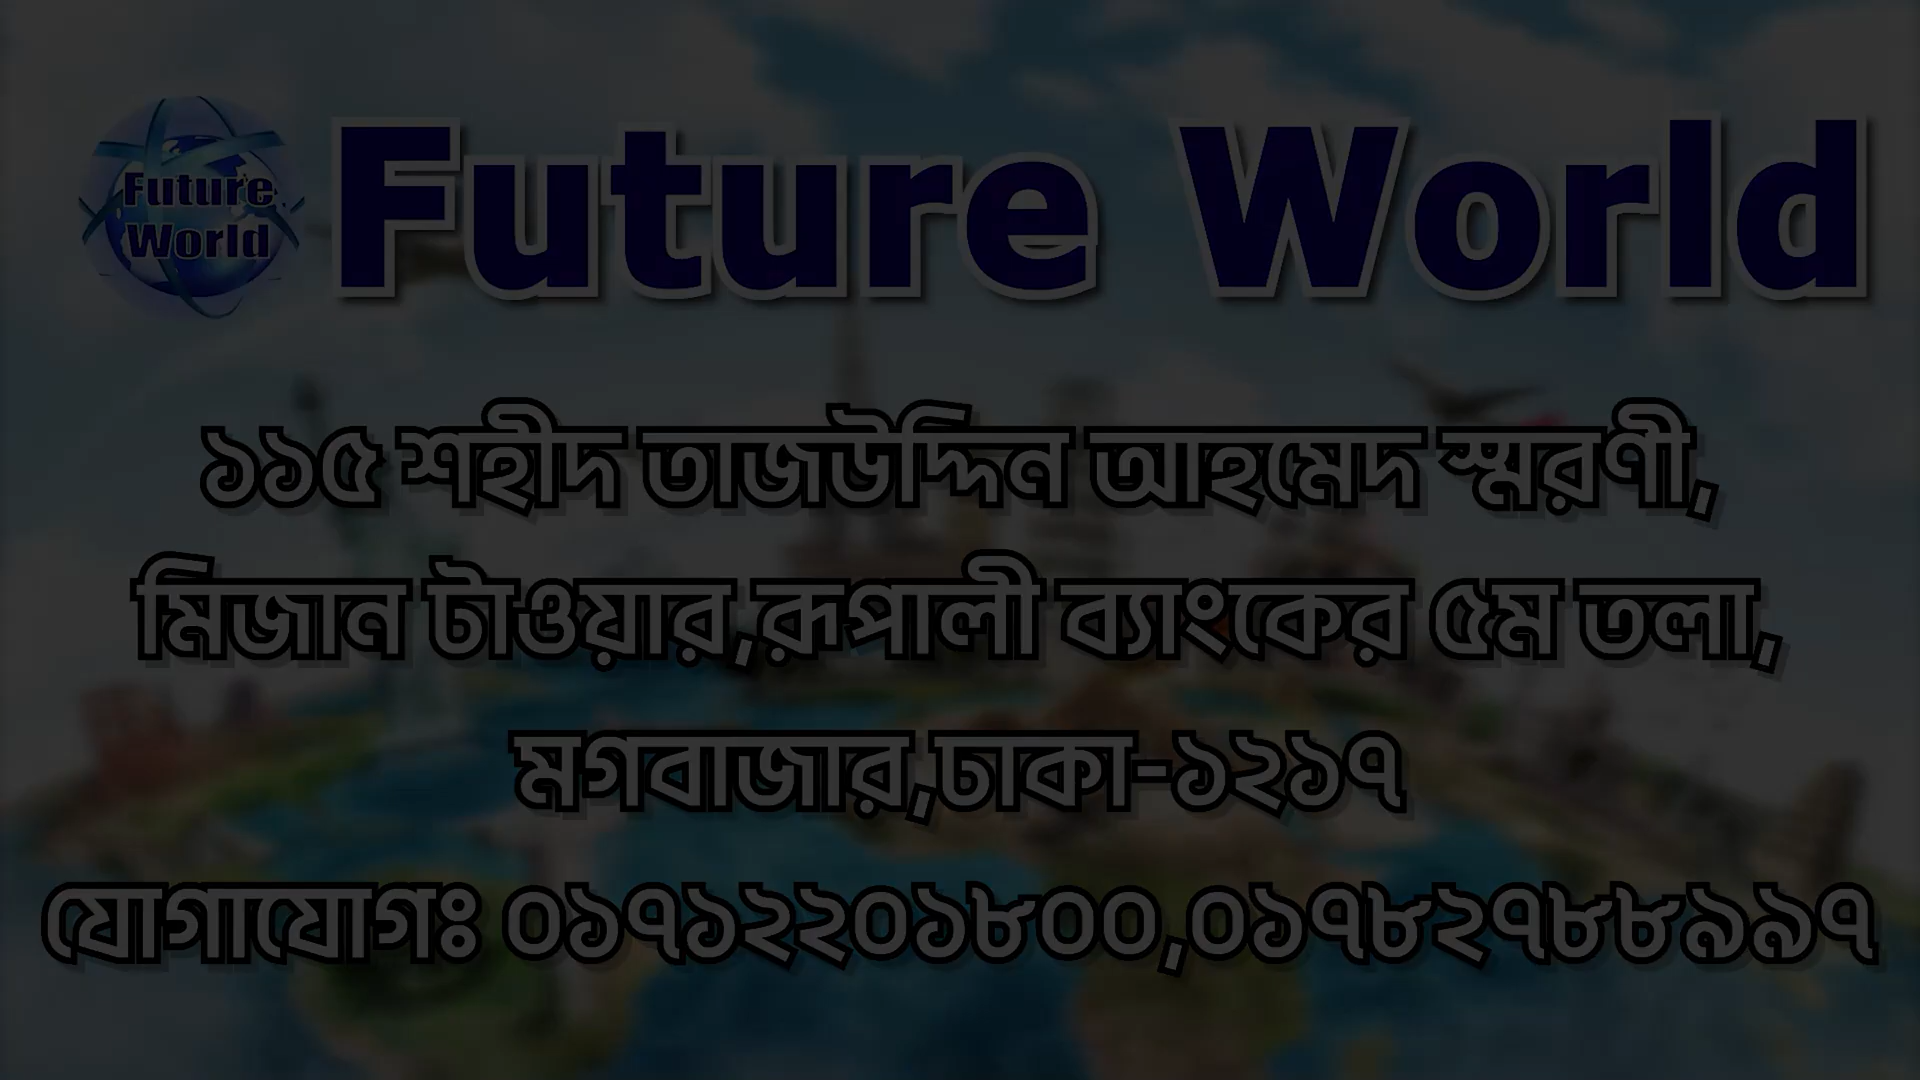 Future
World
Future World
১১৫ শহীদ তাজউদ্দিন আহমেদ স্মরণী,
মিজান টাওয়ার,রূপালী ব্যাংকের ৫ম তলা,
মগবাজার,ঢাকা-১২১৭
যোগাযোগঃ ০১৭১২২০১৮০০,০১৭৮২৭৮৮৯৯৭